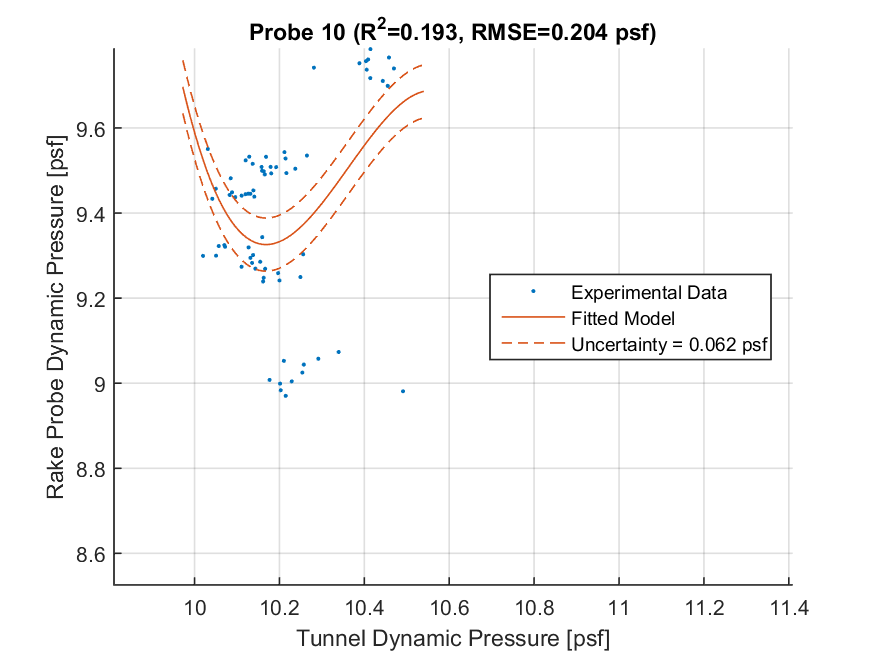 Probe 10 (R²=0.193, RMSE=0.204 psf)
Rake Probe Dynamic Pressure [psf]
9.6
9.4
9.2
9
8.8
8.6
Experimental Data
Fitted Model
Uncertainty = 0.062 psf
10 10.2 10.4 10.6 10.8 11 11.2 11.4
Tunnel Dynamic Pressure [psf]